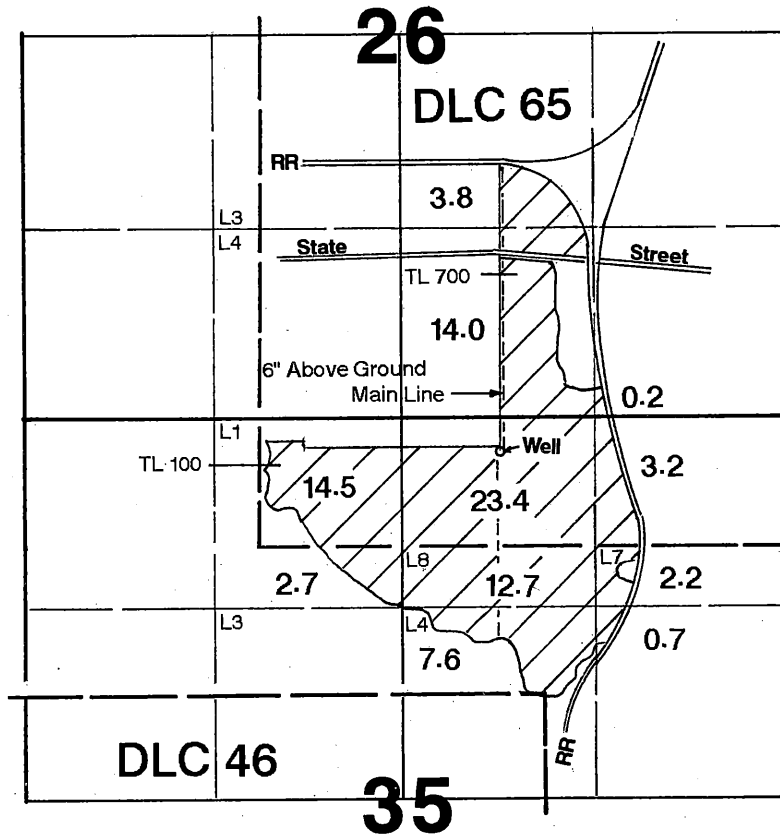 26
DLC 65
RR
3.8
L3
L4
State
Street
TL 700
14.0
6" Above Ground
Main Line
0.2
L1
Well
TL 100
3.2
14.5
23.4
L8
L7
2.7
12.7
2.2
L3
L4
0.7
7.6
RR
DLC 46
35